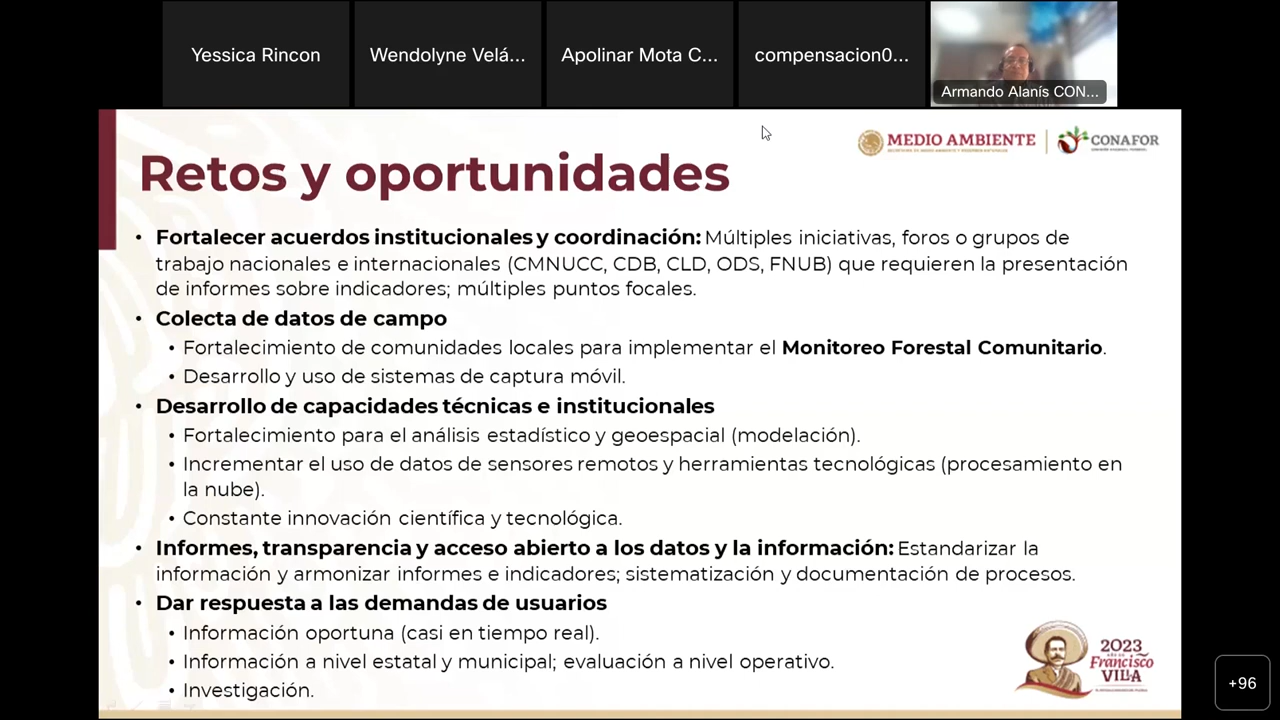 Yessica Rincon
Wendolyne Velá...
Apolinar Mota C...
compensacion0...
Armando Alanís CON...
MEDIO AMBIENTE
CONAFOR
Retos y oportunidades
• Fortalecer acuerdos institucionales y coordinación: Múltiples iniciativas, foros o grupos de
trabajo nacionales e internacionales (CMNUCC, CDB, CLD, ODS, FNUB) que requieren la presentación
de informes sobre indicadores; múltiples puntos focales.
• Colecta de datos de campo
• Fortalecimiento de comunidades locales para implementar el Monitoreo Forestal Comunitario.
• Desarrollo y uso de sistemas de captura móvil.
• Desarrollo de capacidades técnicas e institucionales
• Fortalecimiento para el análisis estadístico y geoespacial (modelación).
• Incrementar el uso de datos de sensores remotos y herramientas tecnológicas (procesamiento en
la nube).
• Constante innovación científica y tecnológica.
• Informes, transparencia y acceso abierto a los datos y la información: Estandarizar la
información y armonizar informes e indicadores; sistematización y documentación de procesos.
• Dar respuesta a las demandas de usuarios
• Información oportuna (casi en tiempo real).
• Información a nivel estatal y municipal; evaluación a nivel operativo.
• Investigación.
2023
Francisco
VILLA
+96